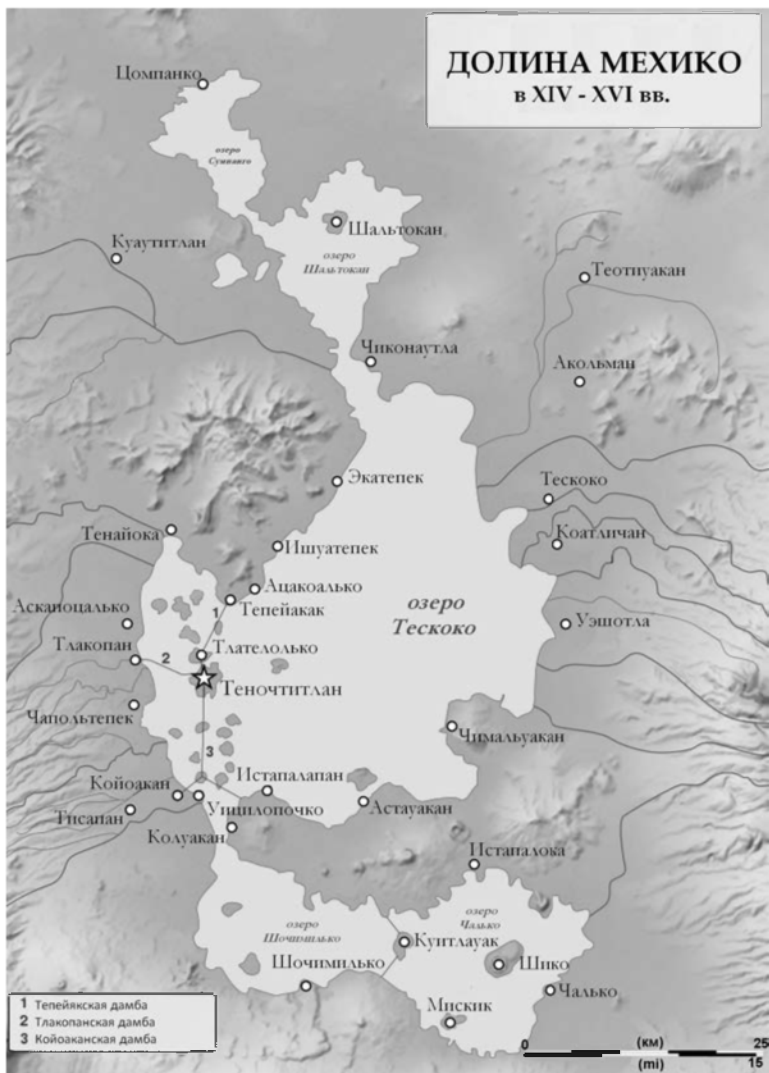 ДОЛИНА МЕХИКО
в XIV - XVI вв.
Цомпанко
озеро
Сумпанго
Шальтокан
Куаутитлан
озеро
Шальтокан
Теотиуакан
Чиконаутла
Акольман
Экатепек
Тескоко
Тенайока
Ишуатепек
Коатличан
Ацакоалько
Аскапоцалько
1
Тепейакак
озеро
Тескоко
Уэшотла
Тлакопан
2
Тлателолько
Теночтитлан
Чапольтепек
Чимальуакан
3
Койоакан
Истапалапан
Тисапан
Уицилопочко
Астауакан
Колуакан
Истапалока
озеро
Шочимилько
озеро
Чалько
Куитлауак
Шочимилько
Шико
Чалько
Мискик
1 Тепейякская дамба
2 Тлакопанская дамба
3 Койоаканская дамба
0 (км) 25
(mi) 15